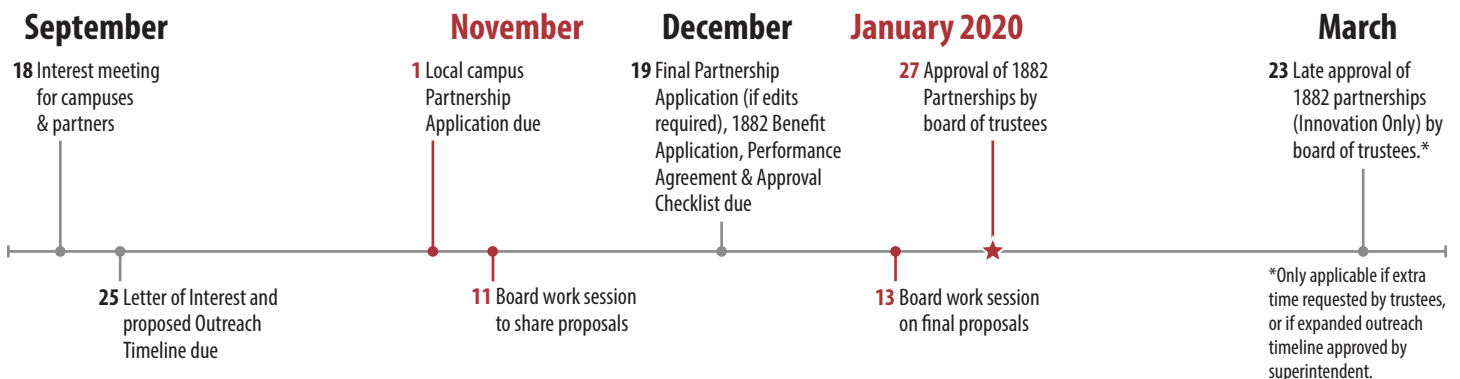 September
18 Interest meeting
for campuses
& partners
25 Letter of Interest and
proposed Outreach
Timeline due
November
1 Local campus
Partnership
Application due
11 Board work session
to share proposals
December
19 Final Partnership
Application (if edits
required), 1882 Benefit
Application, Performance
Agreement & Approval
Checklist due
January 2020
27 Approval of 1882
Partnerships by
board of trustees
13 Board work session
on final proposals
March
23 Late approval of
1882 partnerships
(Innovation Only) by
board of trustees.*
*Only applicable if extra
time requested by trustees,
or if expanded outreach
timeline approved by
superintendent.